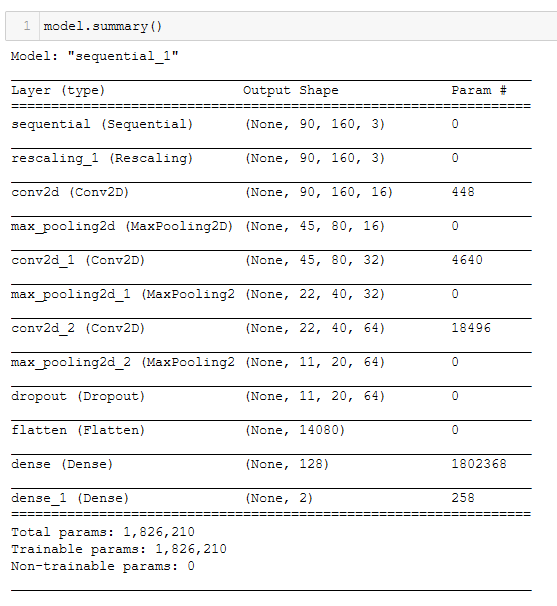 1 model.summary()
Model: "sequential_1"
Layer (type) Output Shape Param #
=================================================================
sequential (Sequential) (None, 90, 160, 3) 0
rescaling_1 (Rescaling) (None, 90, 160, 3) 0
conv2d (Conv2D) (None, 90, 160, 16) 448
max_pooling2d (MaxPooling2D) (None, 45, 80, 16) 0
conv2d_1 (Conv2D) (None, 45, 80, 32) 4640
max_pooling2d_1 (MaxPooling2 (None, 22, 40, 32) 0
conv2d_2 (Conv2D) (None, 22, 40, 64) 18496
max_pooling2d_2 (MaxPooling2 (None, 11, 20, 64) 0
dropout (Dropout) (None, 11, 20, 64) 0
flatten (Flatten) (None, 14080) 0
dense (Dense) (None, 128) 1802368
dense_1 (Dense) (None, 2) 258
=================================================================
Total params: 1,826,210
Trainable params: 1,826,210
Non-trainable params: 0